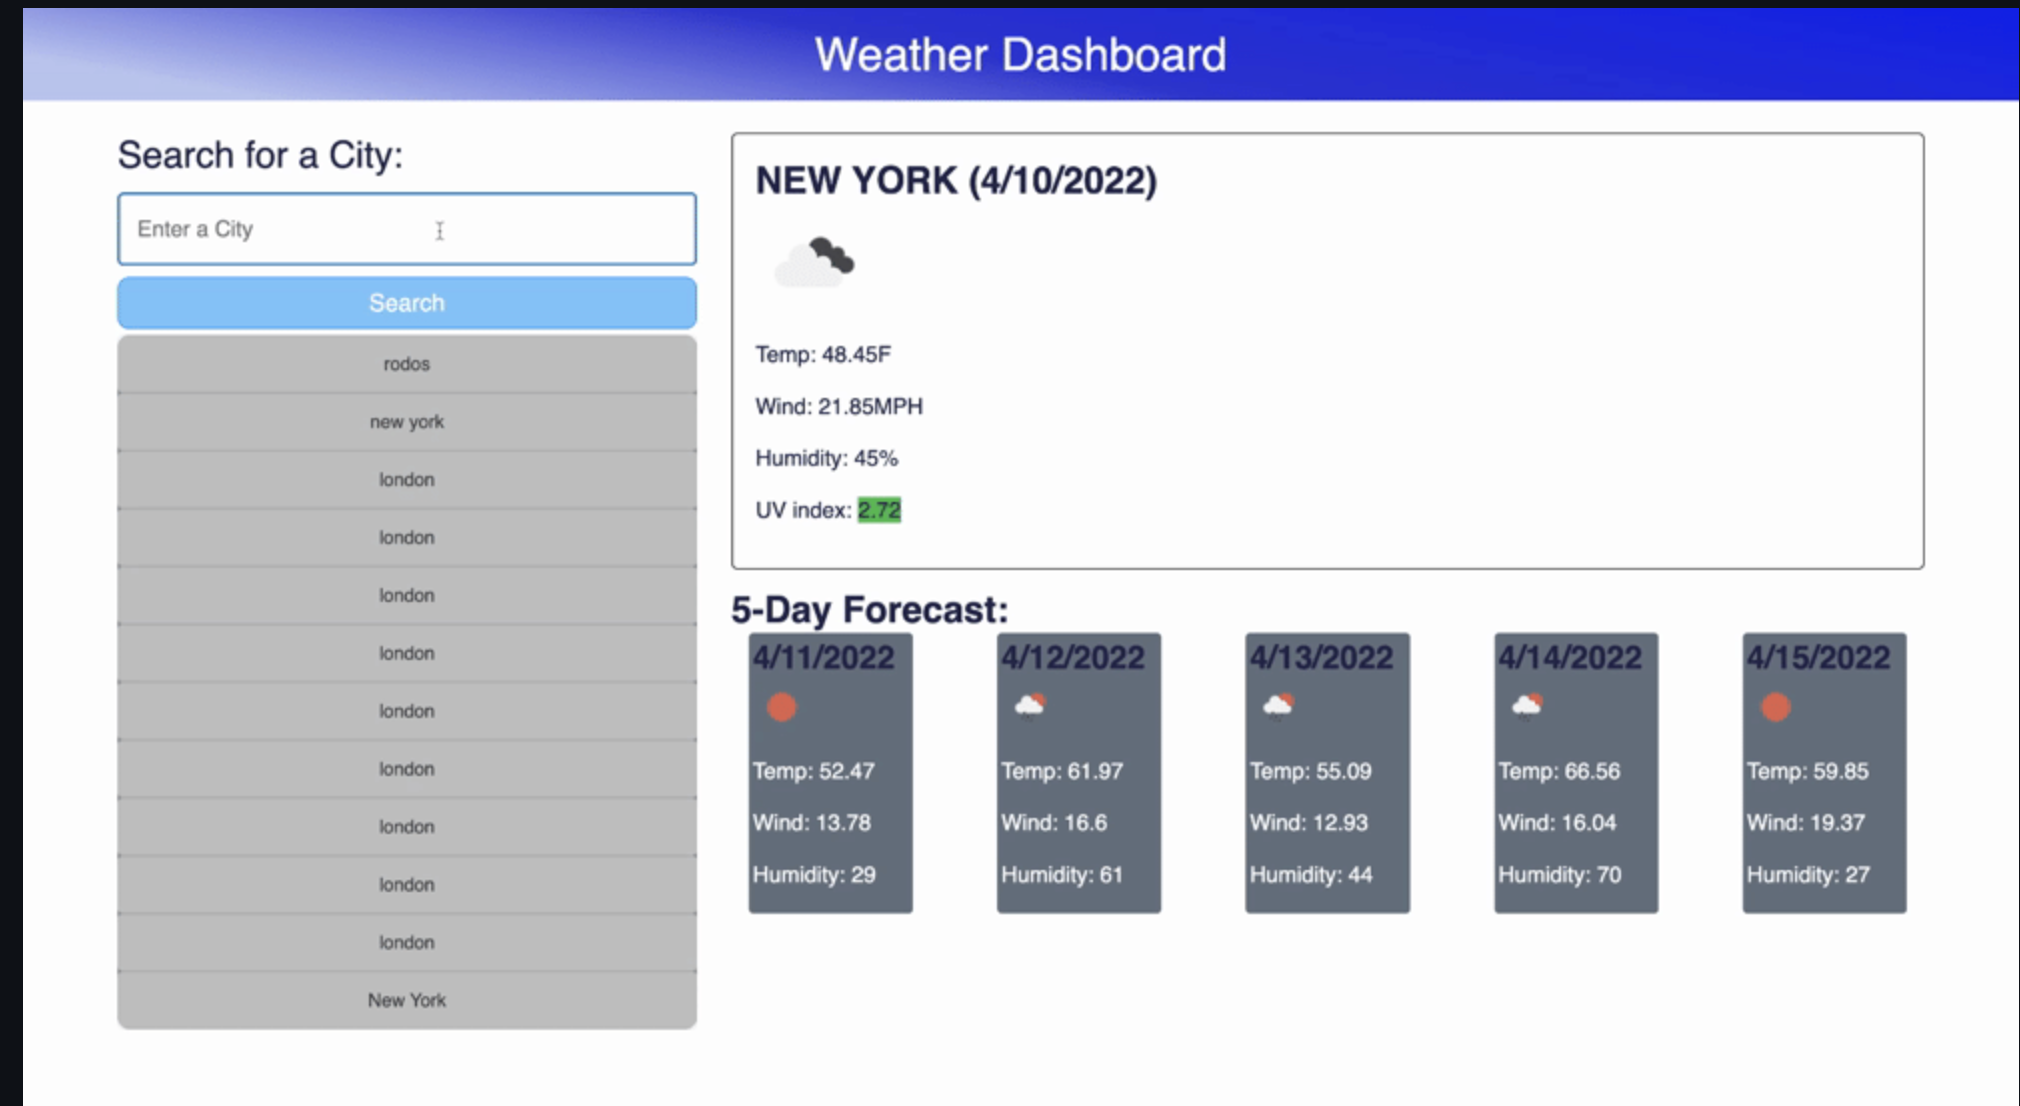 Weather Dashboard
Search for a City:
Enter a City
Search
rodos
new york
london
london
london
london
london
london
london
london
london
New York
NEW YORK (4/10/2022)
Temp: 48.45F
Wind: 21.85MPH
Humidity: 45%
UV index: 2.72
5-Day Forecast:
4/11/2022
Temp: 52.47
Wind: 13.78
Humidity: 29
4/12/2022
Temp: 61.97
Wind: 16.6
Humidity: 61
4/13/2022
Temp: 55.09
Wind: 12.93
Humidity: 44
4/14/2022
Temp: 66.56
Wind: 16.04
Humidity: 70
4/15/2022
Temp: 59.85
Wind: 19.37
Humidity: 27